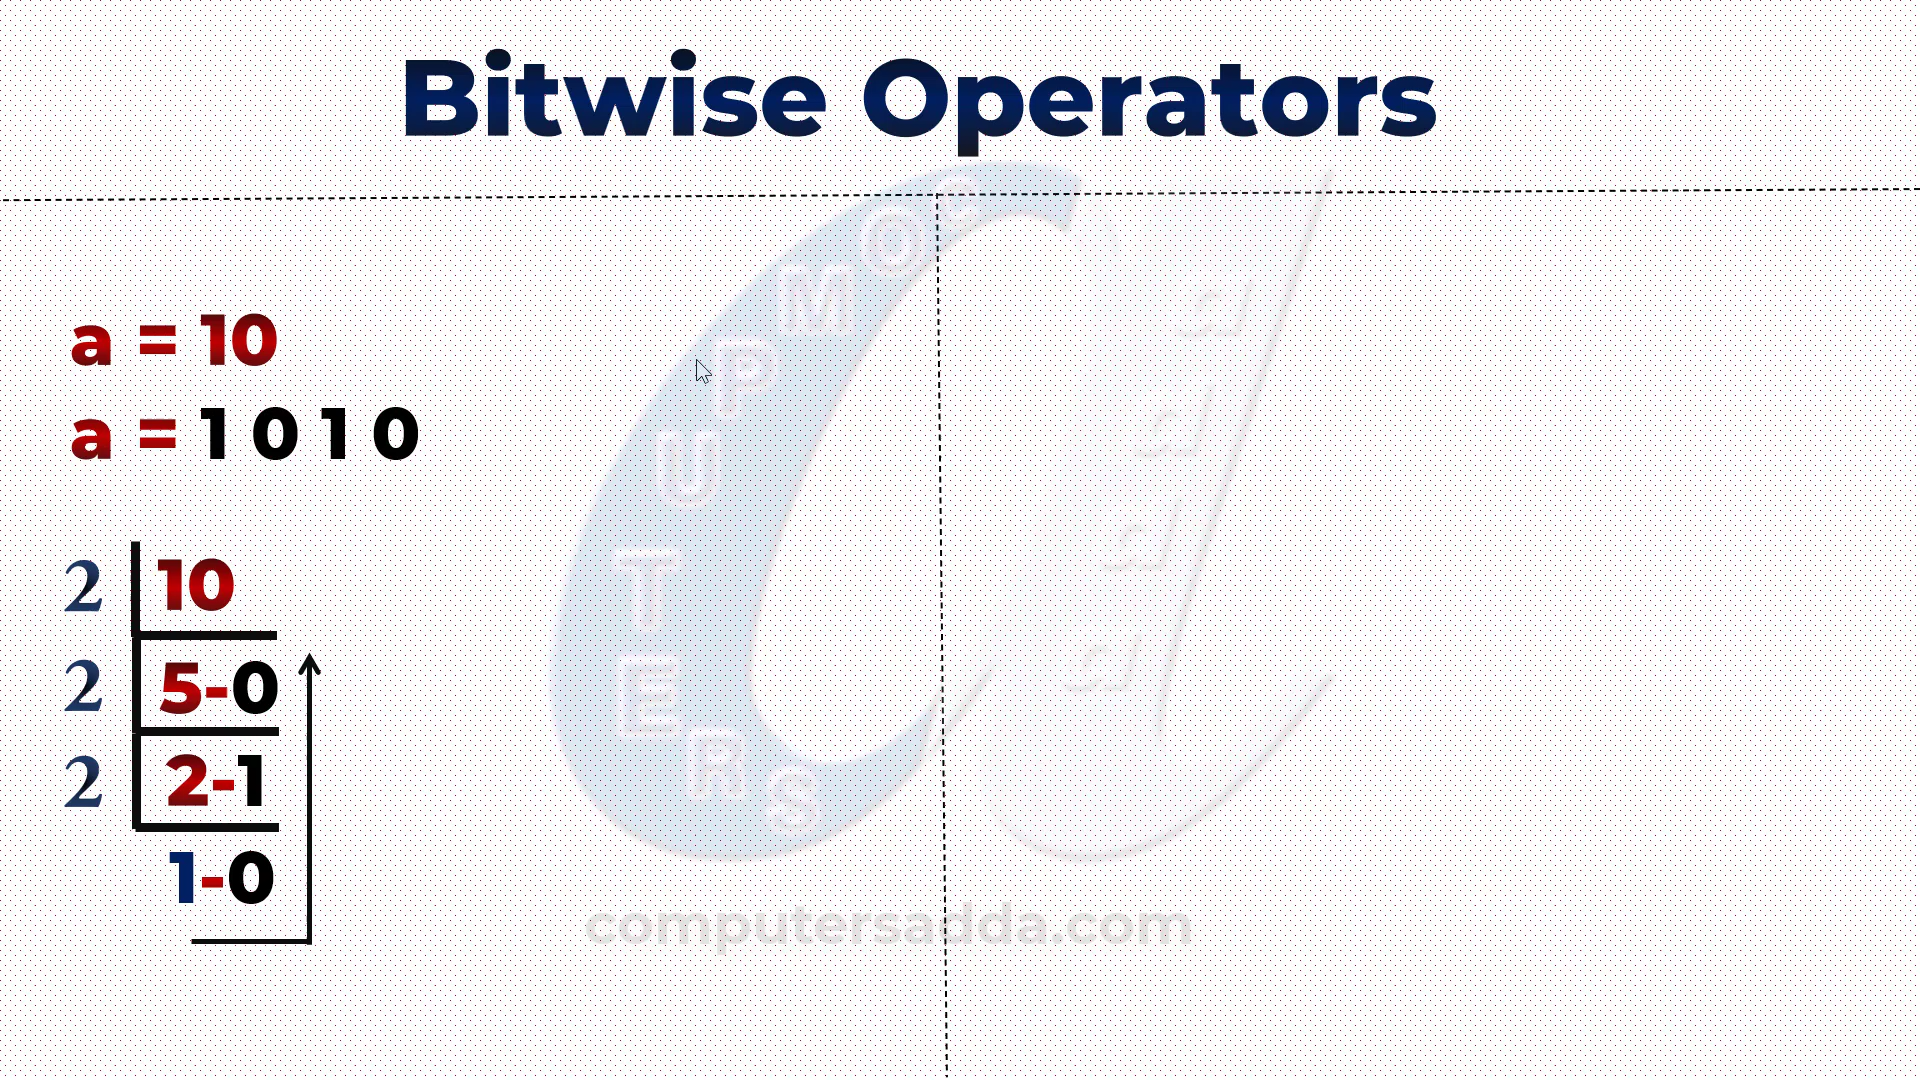 Bitwise Operators
a = 10
a = 1 0 1 0
2 10
2 5-0
2 2-1
1-0
COMPUTERS
computersadda.com